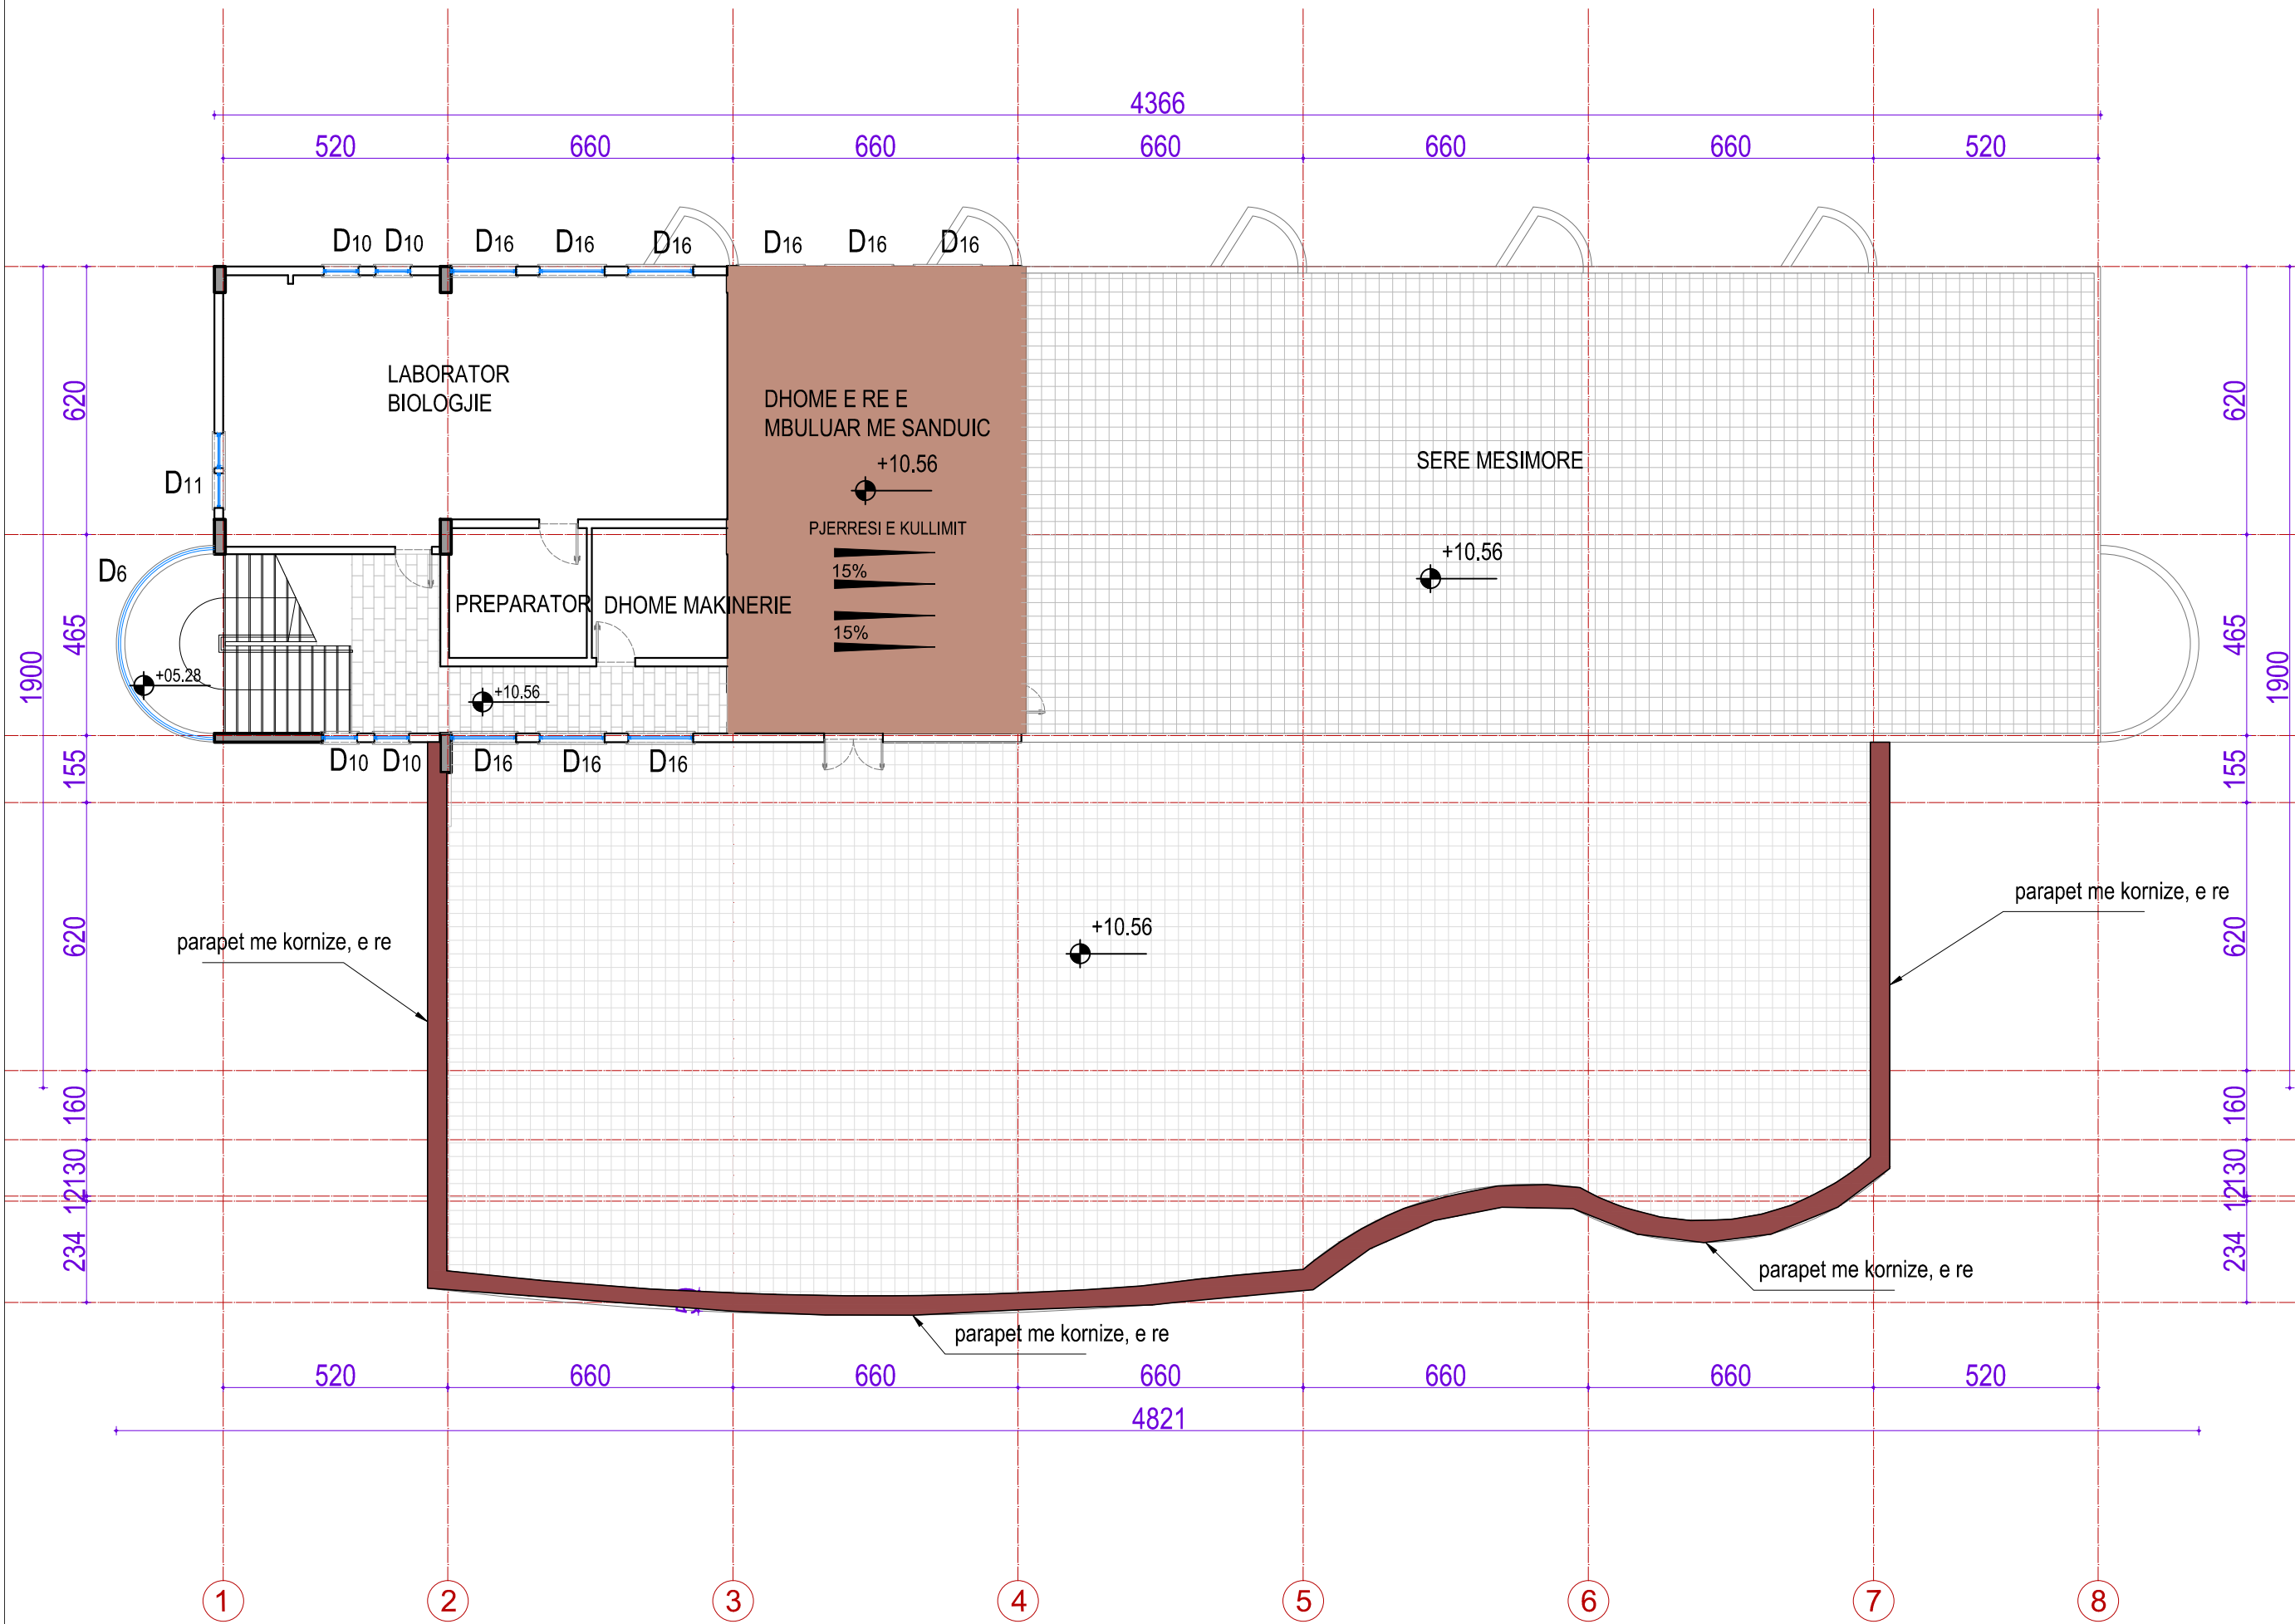 4366
520 660 660 660 660 660 520
D10 D10 D16 D16 D16 D16 D16 D16
LABORATOR
BIOLOGJIE
DHOME E RE E
MBULUAR ME SANDUIC
+10.56
SERE MESIMORE
620
620
D11
PJERRESI E KULLIMIT
15%
15%
+10.56
D6
PREPARATOR
DHOME MAKINERIE
465
465
1900
1900
+05.28
+10.56
D10 D10 D16 D16 D16
155
155
parapet me kornize, e re
+10.56
parapet me kornize, e re
620
620
160
160
130
130
12
12
234
234
parapet me kornize, e re
parapet me kornize, e re
520 660 660 660 660 660 520
4821
1 2 3 4 5 6 7 8